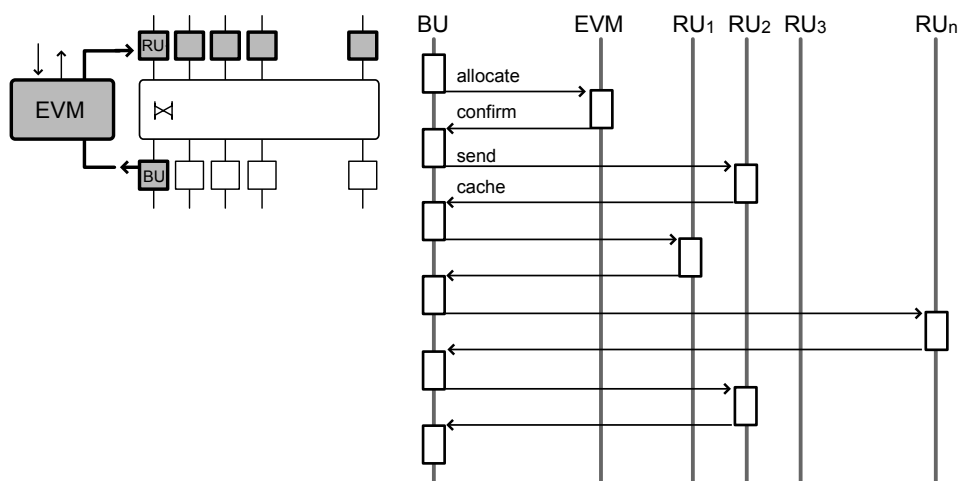 BU EVM RU1 RU2 RU3 RUn
RU
allocate
EVM
confirm
send
BU
cache